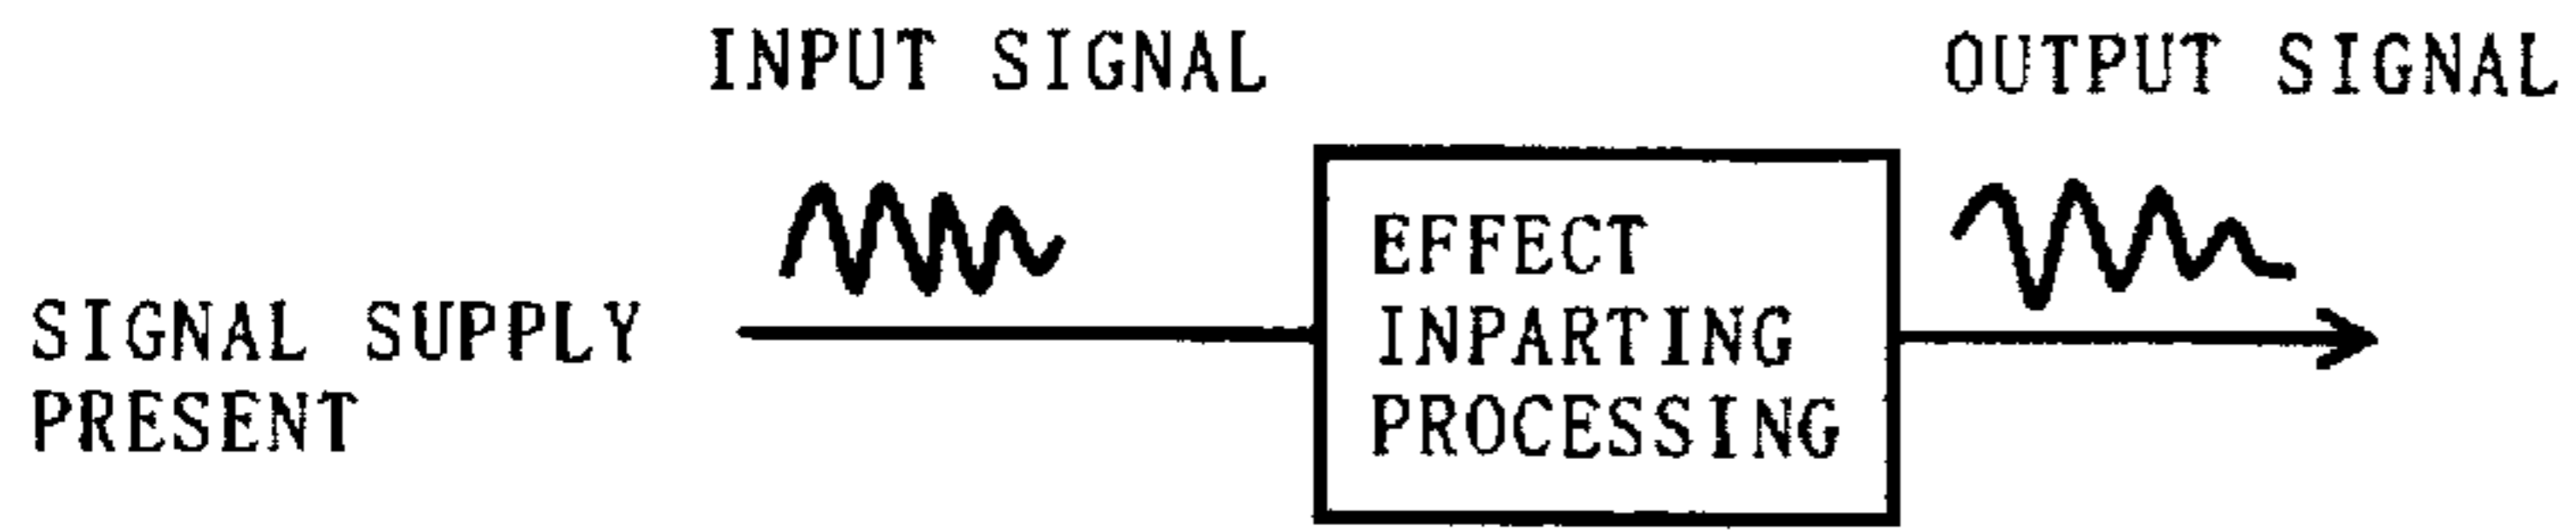 INPUT SIGNAL
OUTPUT SIGNAL
SIGNAL SUPPLY
PRESENT
EFFECT
INPARTING
PROCESSING